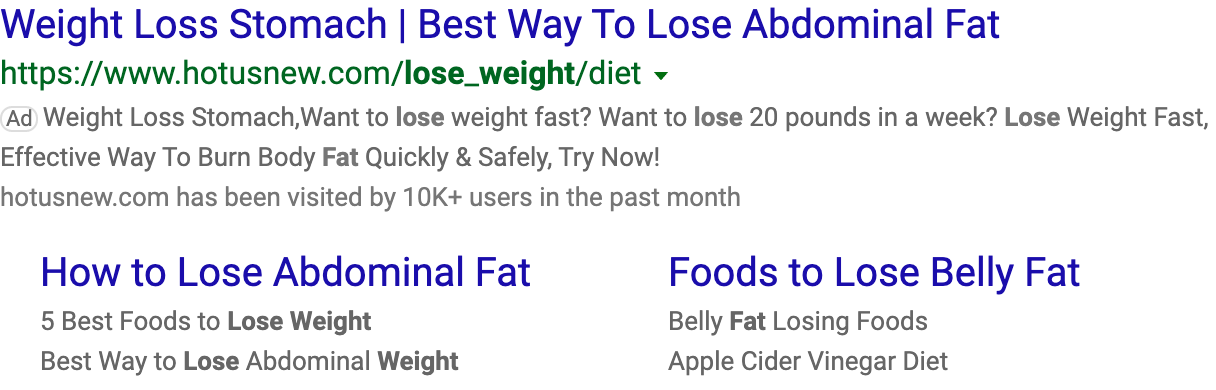 Weight Loss Stomach | Best Way To Lose Abdominal Fat
https://www.hotusnew.com/lose_weight/diet
Ad Weight Loss Stomach,Want to lose weight fast? Want to lose 20 pounds in a week? Lose Weight Fast,
Effective Way To Burn Body Fat Quickly & Safely, Try Now!
hotusnew.com has been visited by 10K+ users in the past month
How to Lose Abdominal Fat
5 Best Foods to Lose Weight
Best Way to Lose Abdominal Weight
Foods to Lose Belly Fat
Belly Fat Losing Foods
Apple Cider Vinegar Diet